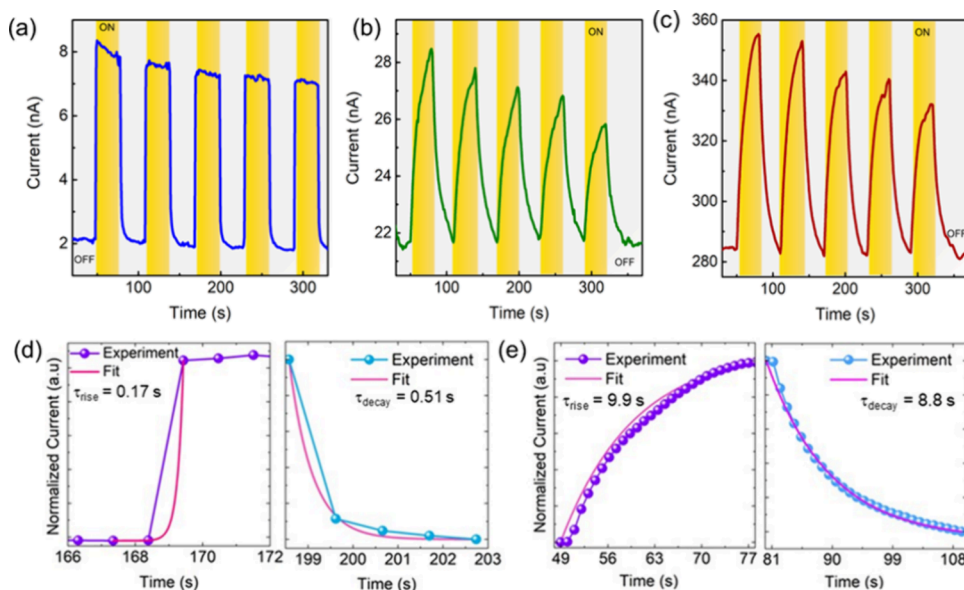 (a)
ON
OFF
8
6
4
2
Current (nA)
100
200
300
Time (s)
(b)
ON
OFF
28
26
24
22
Current (nA)
100
200
300
Time (s)
(c)
ON
OFF
360
340
320
300
280
Current (nA)
100
200
300
Time (s)
(d)
Experiment
Fit
τrise = 0.17 s
Normalized Current (a.u)
166
168
170
172
Time (s)
Experiment
Fit
τdecay = 0.51 s
199
200
201
202
203
Time (s)
(e)
Experiment
Fit
τrise = 9.9 s
Normalized Current (a.u)
49
56
63
70
77
Time (s)
Experiment
Fit
τdecay = 8.8 s
81
90
99
108
Time (s)